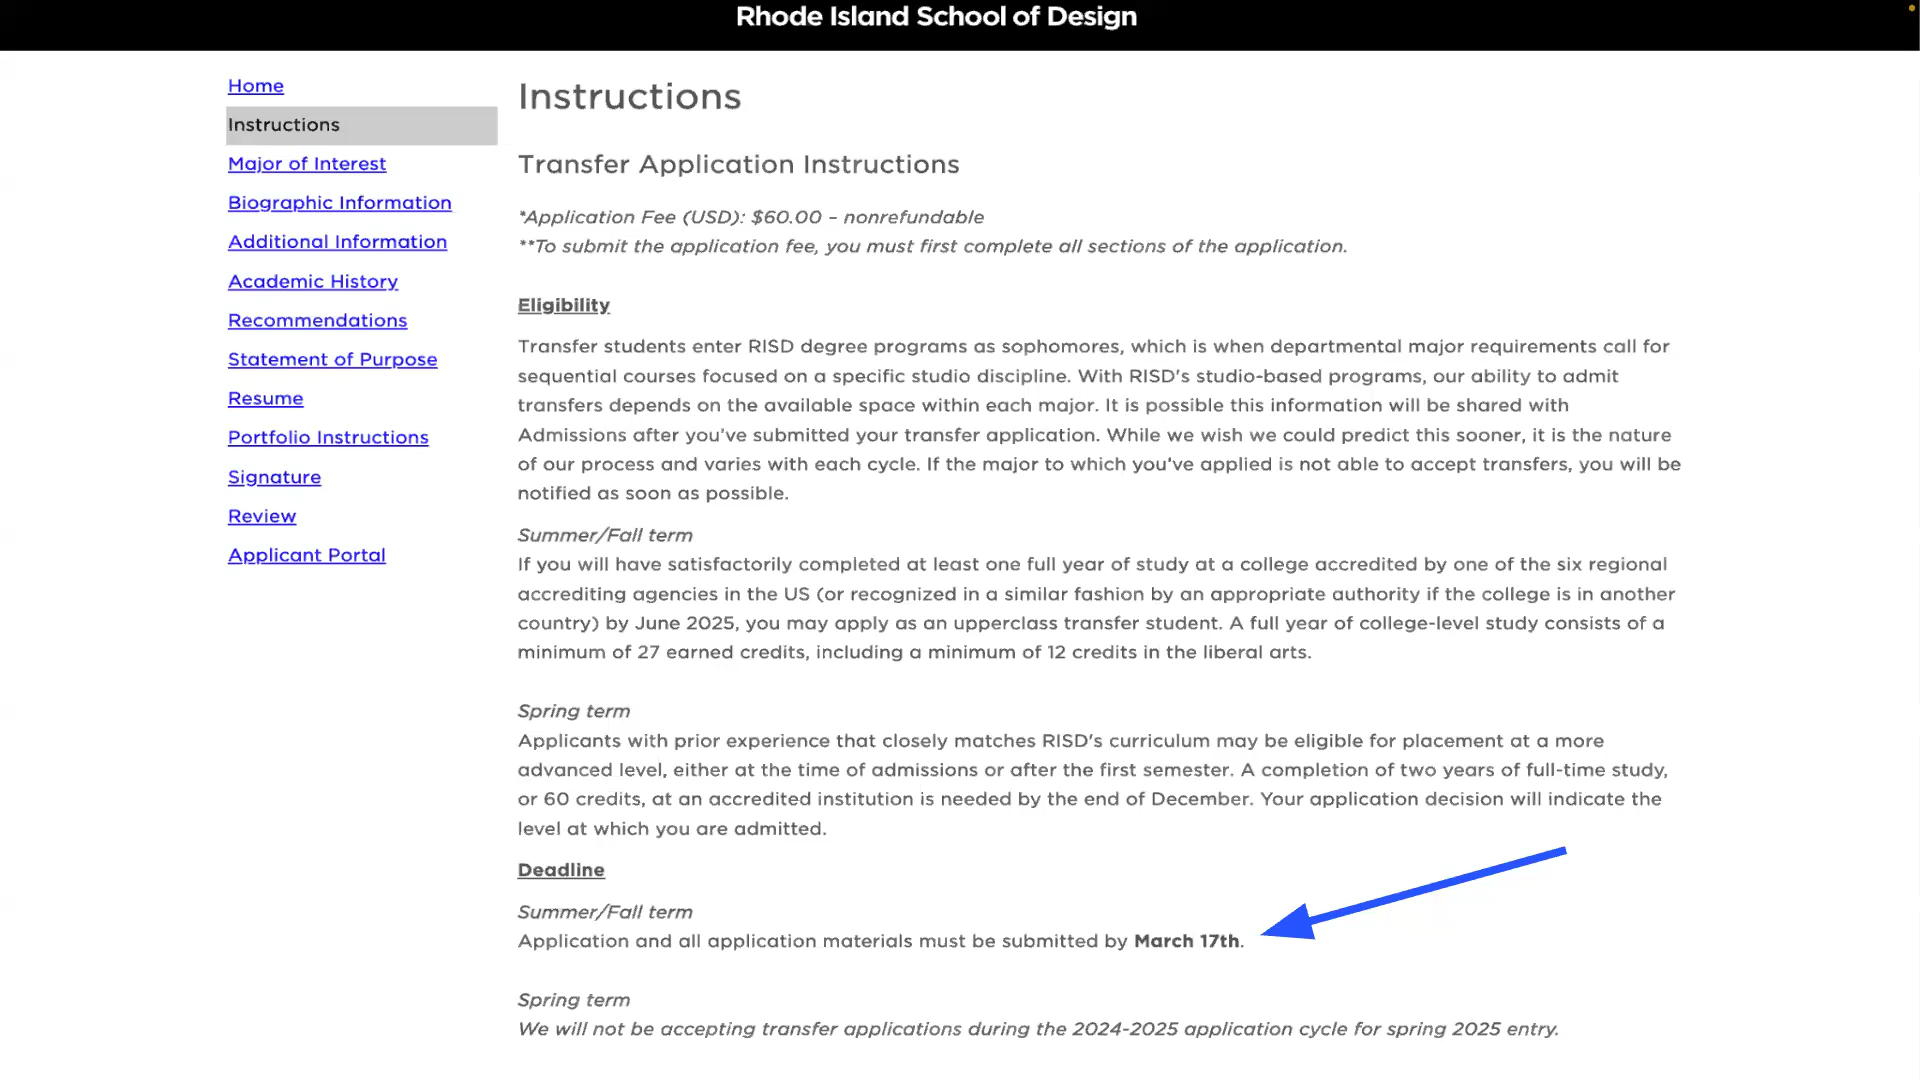 Rhode Island School of Design
Home
Instructions
Major of Interest
Biographic Information
Additional Information
Academic History
Recommendations
Statement of Purpose
Resume
Portfolio Instructions
Signature
Review
Applicant Portal
Instructions
Transfer Application Instructions
*Application Fee (USD): $60.00 – nonrefundable
**To submit the application fee, you must first complete all sections of the application.
Eligibility
Transfer students enter RISD degree programs as sophomores, which is when departmental major requirements call for
sequential courses focused on a specific studio discipline. With RISD's studio-based programs, our ability to admit
transfers depends on the available space within each major. It is possible this information will be shared with
Admissions after you've submitted your transfer application. While we wish we could predict this sooner, it is the nature
of our process and varies with each cycle. If the major to which you've applied is not able to accept transfers, you will be
notified as soon as possible.
Summer/Fall term
If you will have satisfactorily completed at least one full year of study at a college accredited by one of the six regional
accrediting agencies in the US (or recognized in a similar fashion by an appropriate authority if the college is in another
country) by June 2025, you may apply as an upperclass transfer student. A full year of college-level study consists of a
minimum of 27 earned credits, including a minimum of 12 credits in the liberal arts.
Spring term
Applicants with prior experience that closely matches RISD's curriculum may be eligible for placement at a more
advanced level, either at the time of admissions or after the first semester. A completion of two years of full-time study,
or 60 credits, at an accredited institution is needed by the end of December. Your application decision will indicate the
level at which you are admitted.
Deadline
Summer/Fall term
Application and all application materials must be submitted by March 17th.
Spring term
We will not be accepting transfer applications during the 2024-2025 application cycle for spring 2025 entry.